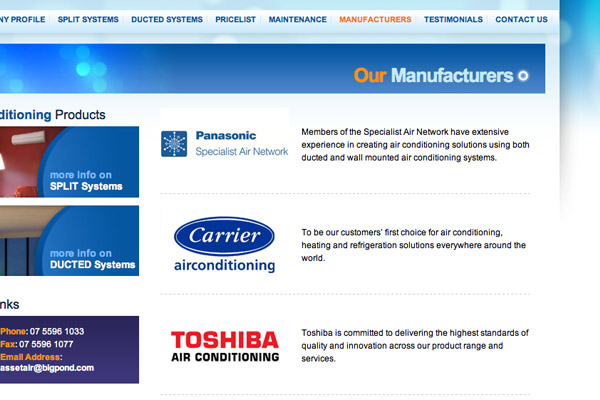 NY PROFILE SPLIT SYSTEMS DUCTED SYSTEMS PRICELIST MAINTENANCE MANUFACTURERS TESTIMONIALS CONTACT US
Our Manufacturers
ditioning Products
more info on
SPLIT Systems
more info on
DUCTED Systems
nks
Phone: 07 5596 1033
Fax: 07 5596 1077
Email Address:
assetair@bigpond.com
Panasonic
Specialist Air Network
Members of the Specialist Air Network have extensive
experience in creating air conditioning solutions using both
ducted and wall mounted air conditioning systems.
Carrier
airconditioning
To be our customers' first choice for air conditioning,
heating and refrigeration solutions everywhere around the
world.
TOSHIBA
AIR CONDITIONING
Toshiba is committed to delivering the highest standards of
quality and innovation across our product range and
services.